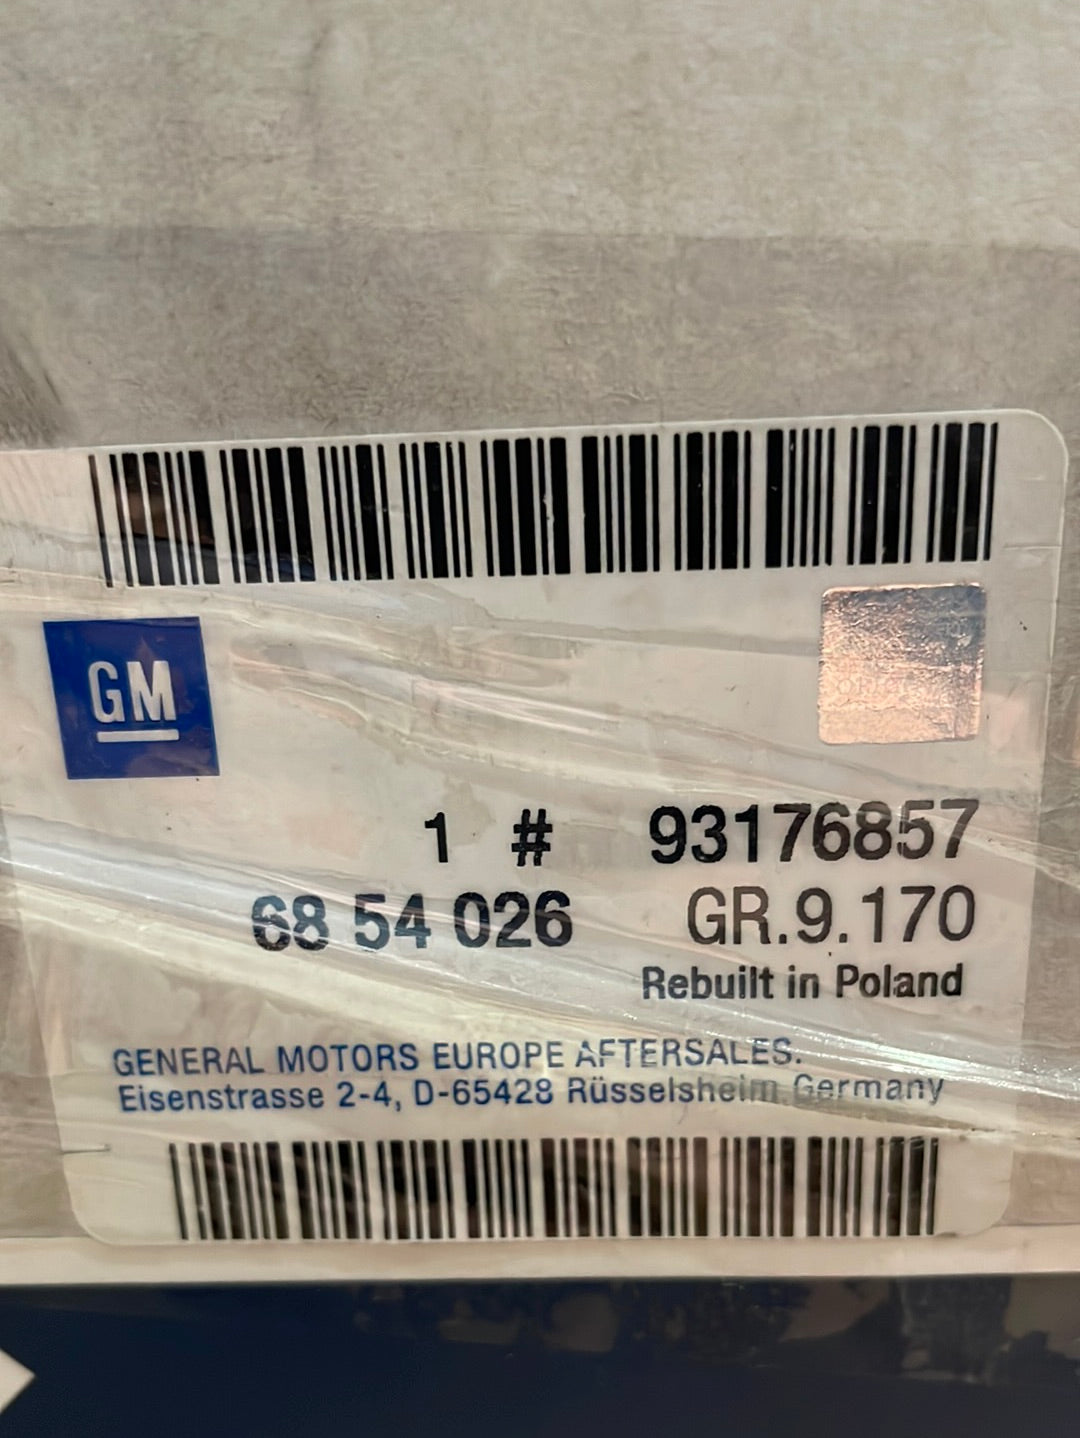 GM
1 # 93176857
68 54 026 GR.9.170
Rebuilt in Poland
GENERAL MOTORS EUROPE AFTERSALES.
Eisenstrasse 2-4, D-65428 Rüsselsheim, Germany